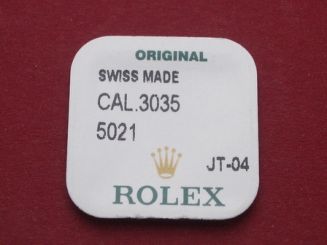 ORIGINAL
SWISS MADE
CAL.3035
5021
JT-04
ROLEX